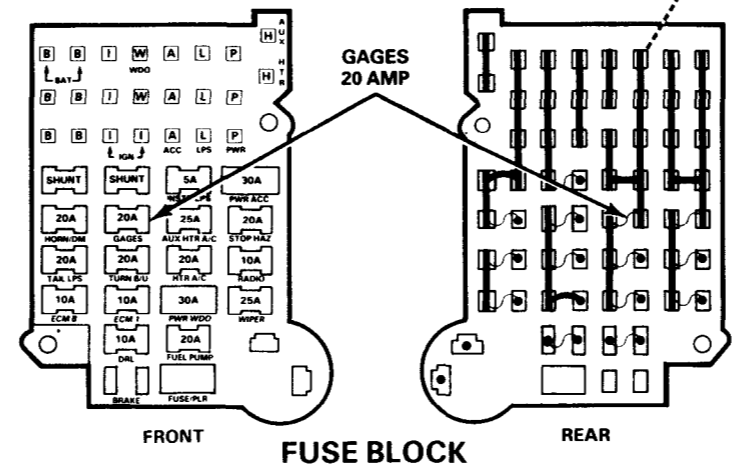 AUX HTR
H
H
GAGES
20 AMP
B B I W A L P
BAT
WDO
B B I W A L P
B B I I A L P
IGN ACC LPS PWR
SHUNT SHUNT 5A 30A
LPS PWR ACC
20A 20A 25A 20A
HORN/DM GAGES AUX HTR A/C STOP HAZ
20A 20A 20A 10A
TAIL LPS TURN B/U HTR A/C RADIO
10A 10A 30A 25A
ECM B ECM 1 PWR WDO WIPER
10A 20A
DRL FUEL PUMP
BRAKE FUSE/PLR
FRONT
FUSE BLOCK
REAR